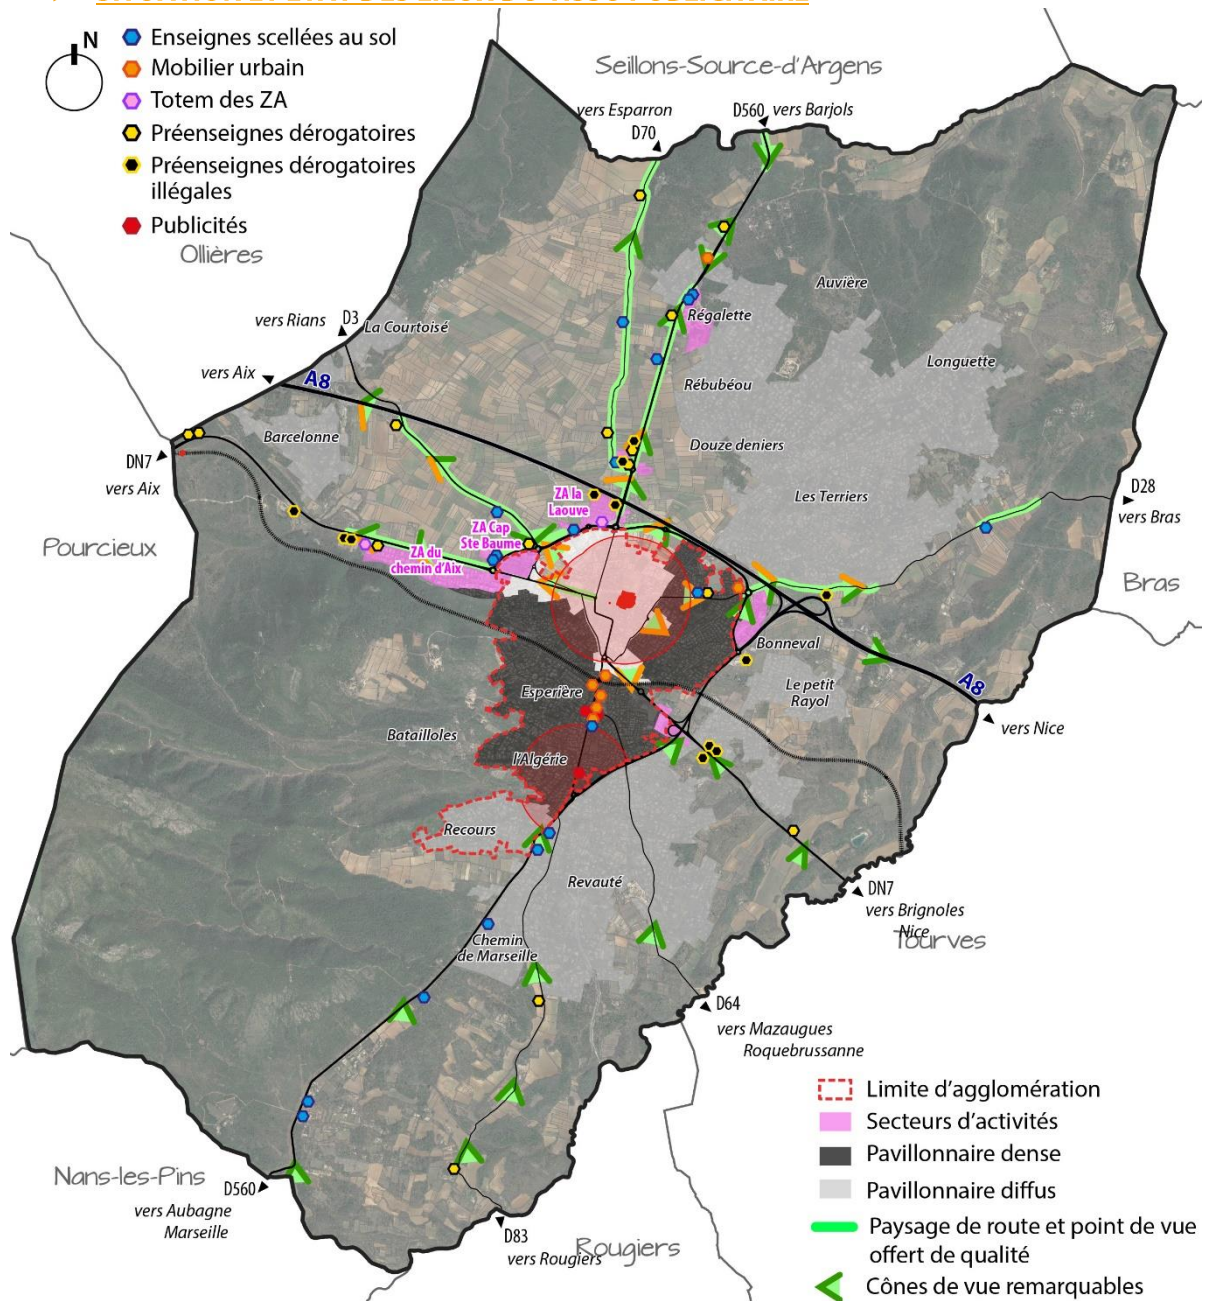 N
Enseignes scellées au sol
Mobilier urbain
Totem des ZA
Préenseignes dérogatoires
Préenseignes dérogatoires
illégales
Publicités
Seillons-Source-d'Argens
vers Esparron
D70
D560
vers Barjols
Ollières
Auvière
vers Rians
D3
La Courtoisé
Régalette
Longuette
vers Aix
A8
Rébubéou
Barcelonne
Douze deniers
DN7
vers Aix
Les Terriers
D28
vers Bras
ZA la
Laouve
ZA Cap
Ste Baume
Pourcieux
ZA du
chemin d'Aix
Bras
Bonneval
Esperière
Le petit
Rayol
A8
vers Nice
Batailloles
l'Algérie
Recours
Revauté
DN7
vers Brignoles
Nice
Tourves
Chemin
de Marseille
D64
vers Mazaugues
Roquebrussanne
Limite d'agglomération
Secteurs d'activités
Pavillonnaire dense
Pavillonnaire diffus
Paysage de route et point de vue
offert de qualité
Cônes de vue remarquables
Nans-les-Pins
D560
vers Aubagne
Marseille
D83
vers Rougiers
Rougiers